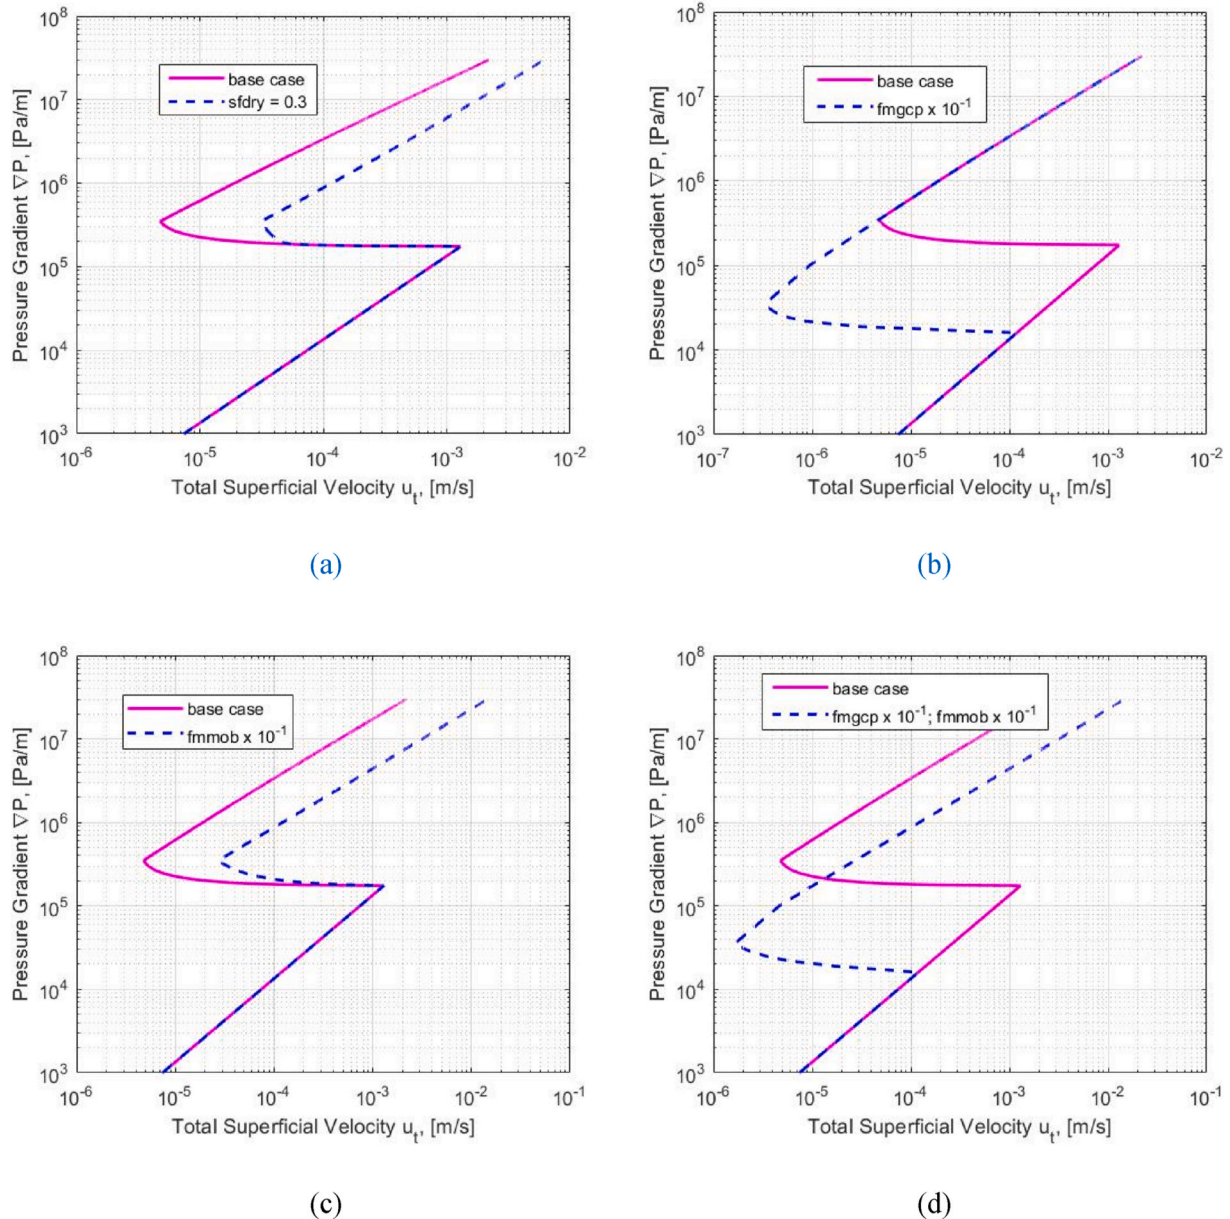 10^8
10^7
10^6
10^5
10^4
10^3
Pressure Gradient ∇P, [Pa/m]
base case
sfdry = 0.3
10^-6 10^-5 10^-4 10^-3 10^-2
Total Superficial Velocity u_t, [m/s]
(a)
10^8
10^7
10^6
10^5
10^4
10^3
Pressure Gradient ∇P, [Pa/m]
base case
fmgcp x 10^-1
10^-7 10^-6 10^-5 10^-4 10^-3 10^-2
Total Superficial Velocity u_t, [m/s]
(b)
10^8
10^7
10^6
10^5
10^4
10^3
Pressure Gradient ∇P, [Pa/m]
base case
fmmob x 10^-1
10^-6 10^-5 10^-4 10^-3 10^-2 10^-1
Total Superficial Velocity u_t, [m/s]
(c)
10^8
10^7
10^6
10^5
10^4
10^3
Pressure Gradient ∇P, [Pa/m]
base case
fmgcp x 10^-1; fmmob x 10^-1
10^-6 10^-5 10^-4 10^-3 10^-2 10^-1
Total Superficial Velocity u_t, [m/s]
(d)